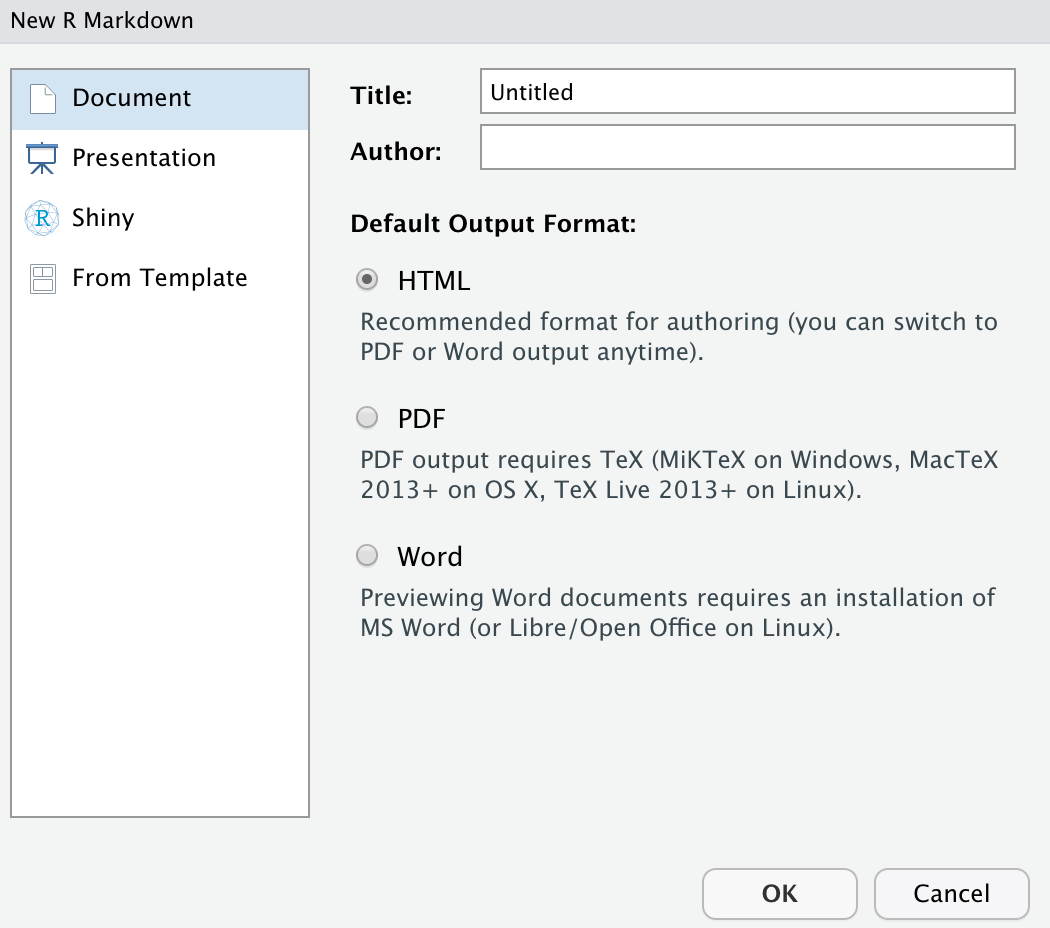 New R Markdown
Document
Presentation
R
Shiny
From Template
Title:
Untitled
Author:
Default Output Format:
HTML
Recommended format for authoring (you can switch to
PDF or Word output anytime).
PDF
PDF output requires TeX (MiKTeX on Windows, MacTeX
2013+ on OS X, TeX Live 2013+ on Linux).
Word
Previewing Word documents requires an installation of
MS Word (or Libre/Open Office on Linux).
OK
Cancel